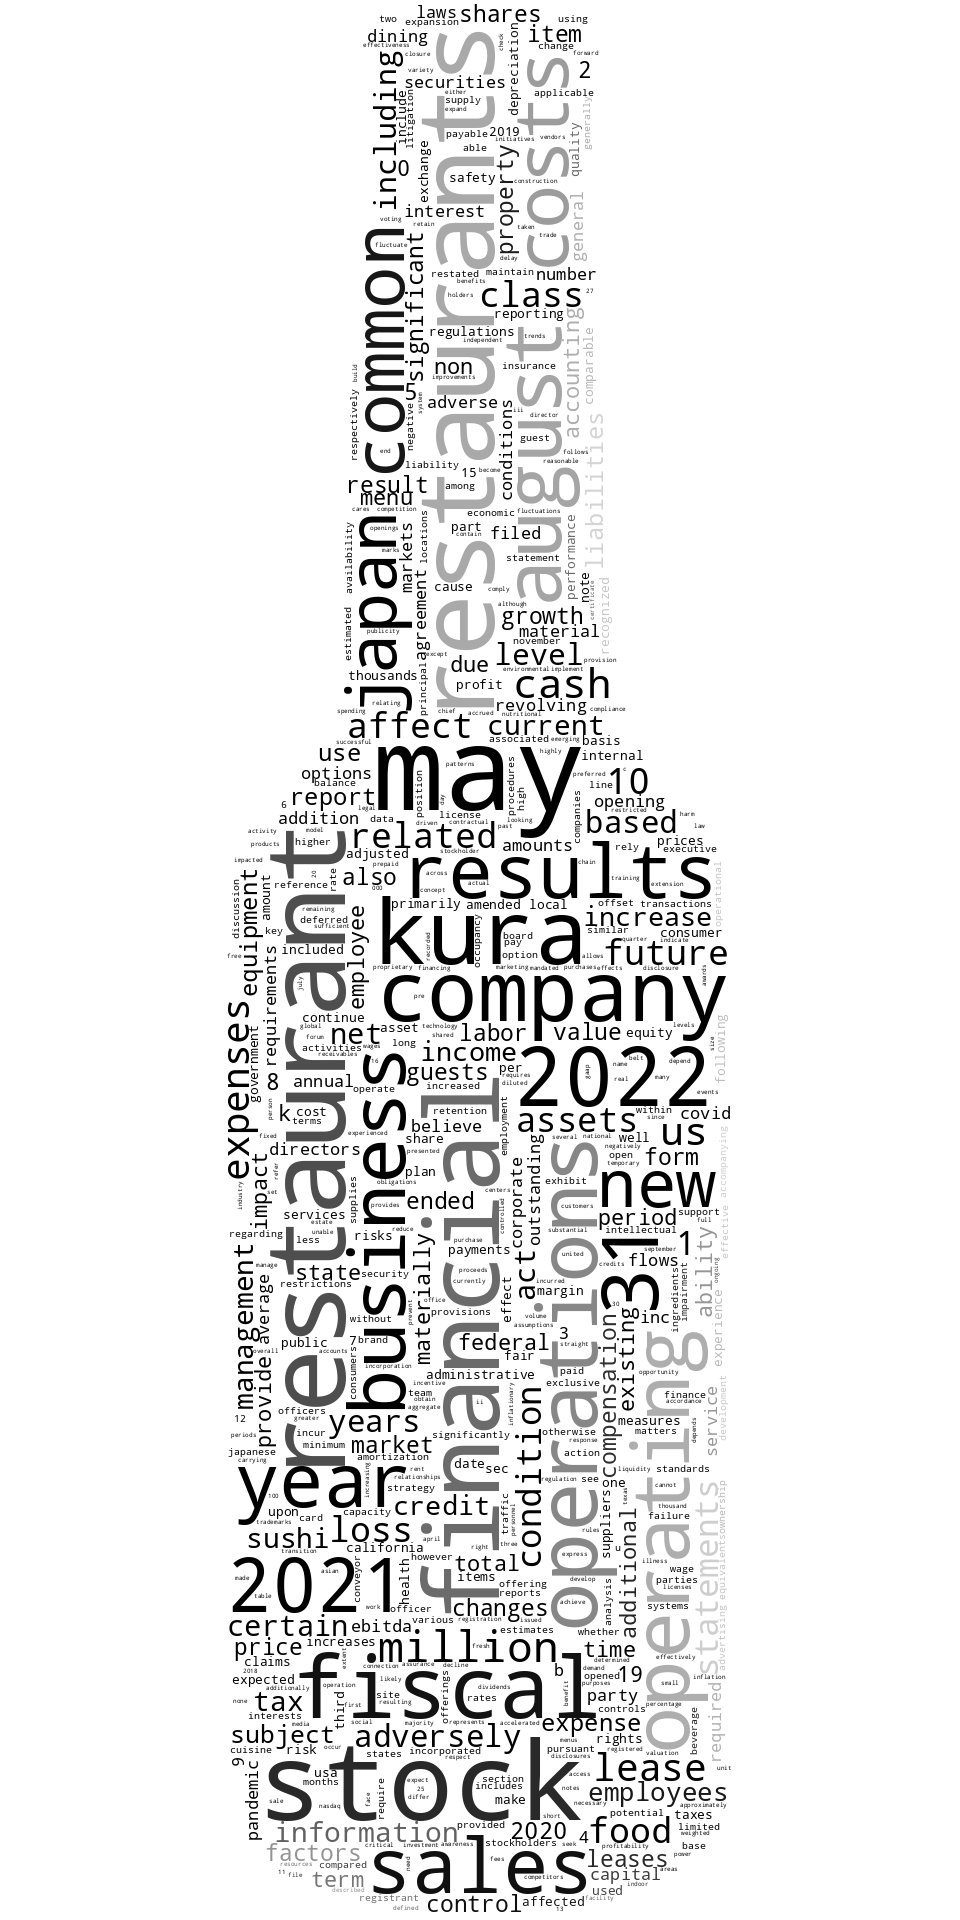 laws shares
two expansion using
dining item
effectiveness change
closure forward
variety 2
securities
either
supply applicable
expand
including
include
litigation
depreciation
check
restaurants
costs
payable 2019
initiatives vendors
able
quality
generally
0
exchange
safety
construction
property
interest
voting retain
taken
trade
general
fluctuate
delay
common
significant
restated maintain number
benefits
holders class 27
reporting
regulations
independent trends
non
improvements
insurance
accounting
comparable
build
respectively
5
system
adverse
negative
iii
director
conditions
guest
end
follows
reasonable
august
liabilities
liability 15 become
result among
menu
cares competition
economic fluctuations
openings
part filed
contain
marks
markets
locations
availability
statement
performance
japan
cause comply
note
certificate
recognized
agreement
estimated
although
growth
publicity
material
november
except level provision
due environmental implement
thousands
principal
profit cash
relating
revolving compliance
spending chief accrued nutritional
affect current
associated emerging basis
successful highly
use may internal
patterns
options preferred c
balance
position
day
procedures
high
line 10
6 report opening
legal license restricted
addition data driven contractual looking past
companies
based harm
law
activity model related
products higher
adjusted stockholder amounts rely prices
executive
impacted prepaid across chain
reference 20 rate also
000 concept actual results training
extension
operational
discussion
equipment
amount
remaining
deferred
sufficient
key
primarily amended local offset transactions
increase
similar consumer
kura
recorded
occupancy
board
pay
option
quarter indicate
allows future
free included
employee
proprietary financing marketing mandated purchases effects disclosure
awards
requirements
july
restaurant
pre company
continue
global
forum
net asset technology labor value equity levels
shared
activities wages long
receivables income
government
16
guests per
requires
diluted
2022
gaap
name belt depend
real many
size
following
expenses
8 annual
operate increased
events
k cost
terms
retention
employment
assets within covid
since
person
believe
fixed experienced
share
us
directors presented
several national negatively well
open form
temporary
refer
set
impact
industry
plan
obligations
centers
corporate
outstanding
exhibit
new
effective accompanying
supplies
provides
ended
controlled
customers
services
estate
regarding unable
less
business
risks reduce
purchase
substantial
period support
full
intellectual
payments
act
united
31
september 1
ability
ongoing
manage
state security
restrictions
materially
proceeds
currently
incurred
credits flows
margin
ingredients
impairment
management
average
office
prevent
provisions
effect
volume
assumptions
30
inc
experience
without
public 7 brand
accounts
overall
federal 3
straight
fair
existing
opportunity
consumers
incorporation
administrative
financial
paid
exclusive
compensation
operations
provide
incentive
team
obtain
aggregate
ii
inflationary
finance
accordance
development
officers
greater
12 years
incur
periods
minimum
significantly
condition
otherwise
response
measures
matters
depends
service
japanese
carrying
market
amortization
action
date sec
rent
relationships
regulation see one
liquidity standards
year
increasing
strategy
texas
cannot
operating
100
upon card
trademarks
capacity credit
traffic
personnel
suppliers
thousand
failure
statements
sushi loss april
right three
rules
u
transition california
additional
ownership
equivalents
advertising
asian
conveyor
however total express
illness
wage
items
health
offering
reports
develop
analysis
parties
licenses
made
table
2021
work officer changes achieve
systems
certain ebitda various registration issued
estimates whether
price increases million fresh time effectively
claims
2018
extent
connection assurance decline
determined
demand
b opened 19
purposes
inflation
expected
additionally
operation
likely
fiscal
dividends
rates
benefit
small
none tax
third
first
site
resulting
offerings
party percentage
controls
required
interests
media
social majority represents accelerated expense
rights
beverage
subject adversely menus
cuisine risk occur states incorporated
respect
pursuant
disclosures
registered
valuation
9
usa
months
stock
access
lease unit
pandemic
face
require
expect
25
differ
section
includes
make
notes
necessary
employees
sale nasdaq
short
potential
approximately
taxes
information provided 2020 4 food limited
weighted
critical investment awareness stockholders seek profitability base
factors
power
resources compared
need
sales
fees
leases
areas
11 file term competitors capital
indoor
described
used
registrant
defined control affected facility
13